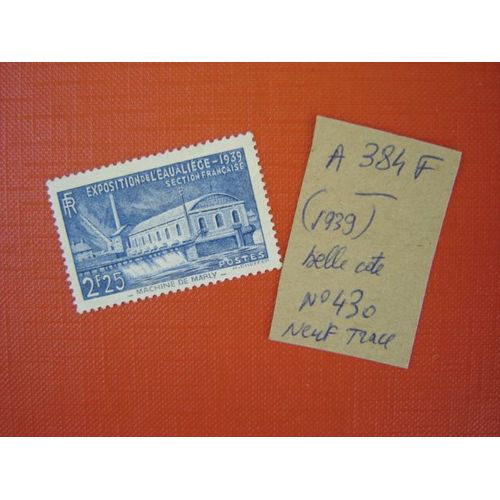 EXPOSITION DE L'EAU A LIÈGE - 1939
SECTION FRANÇAISE
RF
POSTES
2F25
- MACHINE DE MARLY -
A 384 F
(1939)
belle cote
N° 430
Neuf Trace